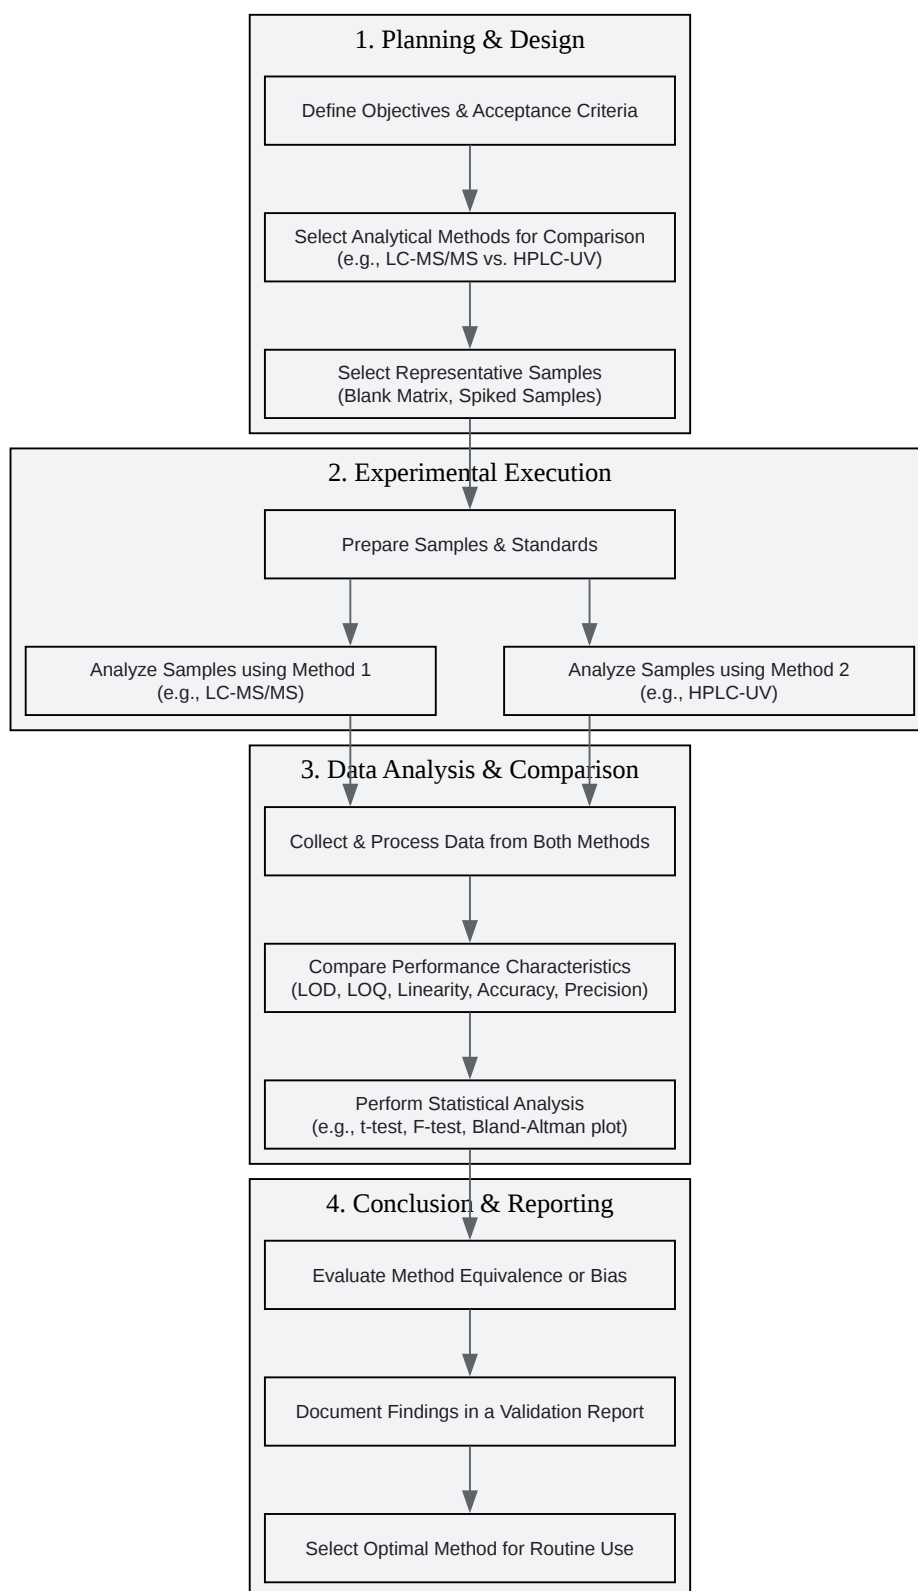 1. Planning & Design
Define Objectives & Acceptance Criteria
Select Analytical Methods for Comparison
(e.g., LC-MS/MS vs. HPLC-UV)
Select Representative Samples
(Blank Matrix, Spiked Samples)
2. Experimental Execution
Prepare Samples & Standards
Analyze Samples using Method 1
(e.g., LC-MS/MS)
Analyze Samples using Method 2
(e.g., HPLC-UV)
3. Data Analysis & Comparison
Collect & Process Data from Both Methods
Compare Performance Characteristics
(LOD, LOQ, Linearity, Accuracy, Precision)
Perform Statistical Analysis
(e.g., t-test, F-test, Bland-Altman plot)
4. Conclusion & Reporting
Evaluate Method Equivalence or Bias
Document Findings in a Validation Report
Select Optimal Method for Routine Use